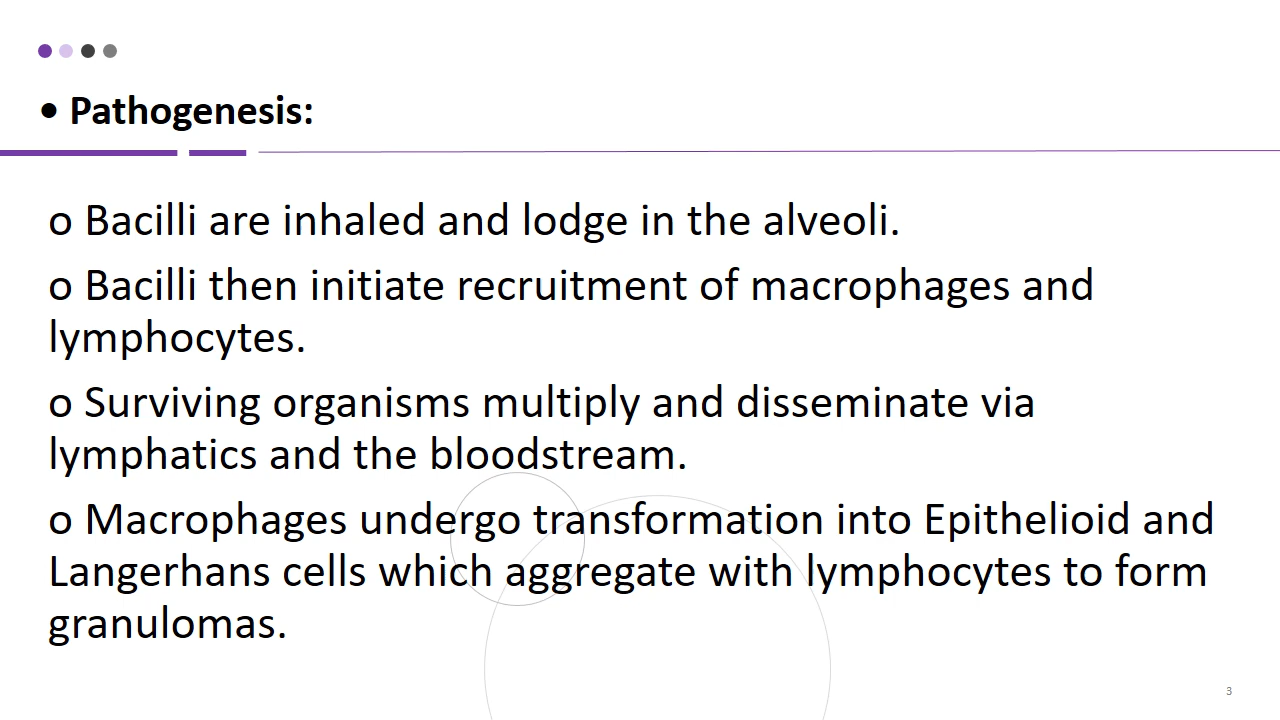 • Pathogenesis:
o Bacilli are inhaled and lodge in the alveoli.
o Bacilli then initiate recruitment of macrophages and
lymphocytes.
o Surviving organisms multiply and disseminate via
lymphatics and the bloodstream.
o Macrophages undergo transformation into Epithelioid and
Langerhans cells which aggregate with lymphocytes to form
granulomas.
3